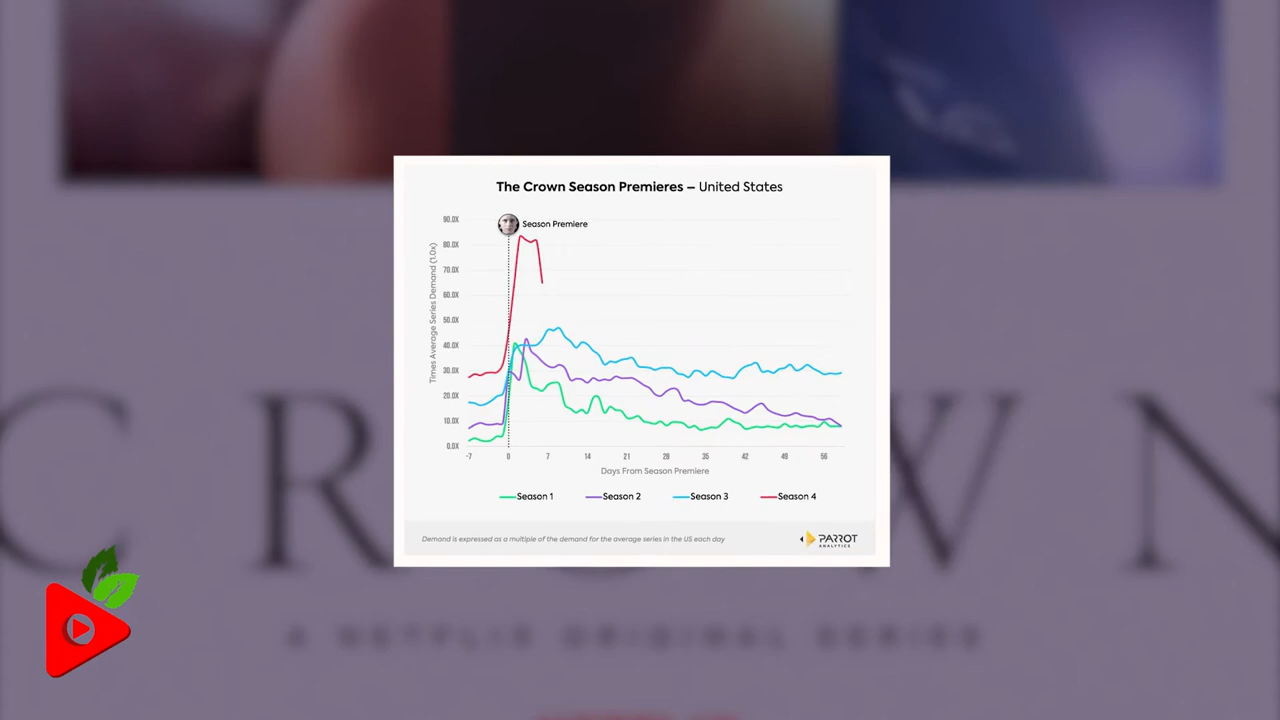 The Crown Season Premieres – United States
Season Premiere
Times Average Series Demand (1.0x)
90.0X
80.0X
70.0X
60.0X
50.0X
40.0X
30.0X
20.0X
10.0X
0.0X
-7 0 7 14 21 28 35 42 49 56
Days From Season Premiere
Season 1 Season 2 Season 3 Season 4
Demand is expressed as a multiple of the demand for the average series in the US each day
PARROT
ANALYTICS
CROWN
A NETFLIX ORIGINAL SERIES